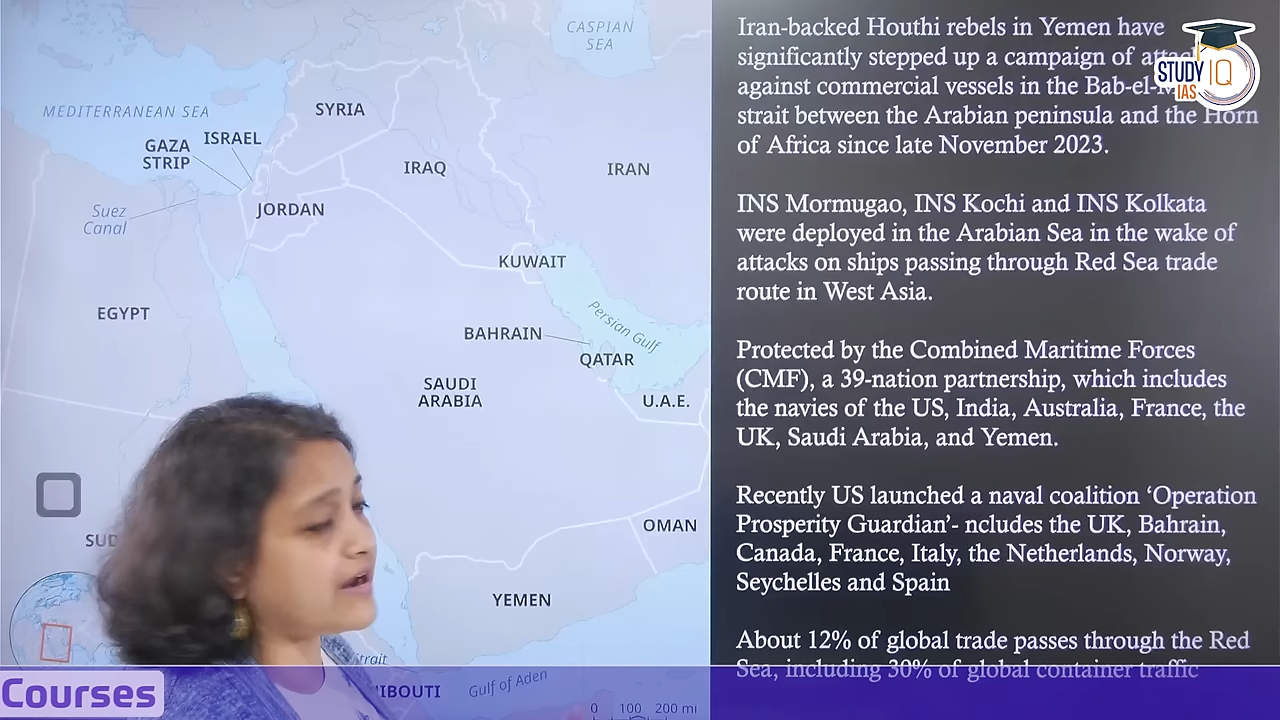 CASPIAN
SEA
MEDITERRANEAN SEA
SYRIA
GAZA
STRIP
ISRAEL
IRAQ
IRAN
Suez
Canal
JORDAN
KUWAIT
EGYPT
Persian Gulf
BAHRAIN
QATAR
SAUDI
ARABIA
U.A.E.
OMAN
SUD
YEMEN
trait
IBOUTI
Gulf of Aden
0 100 200 mi
Courses
Iran-backed Houthi rebels in Yemen have
significantly stepped up a campaign of
against commercial vessels in the
strait between the Arabian peninsula and the Horn
of Africa since late November 2023.
INS Mormugao, INS Kochi and INS Kolkata
were deployed in the Arabian Sea in the wake of
attacks on ships passing through Red Sea trade
route in West Asia.
Protected by the Combined Maritime Forces
(CMF), a 39-nation partnership, which includes
the navies of the US, India, Australia, France, the
UK, Saudi Arabia, and Yemen.
Recently US launched a naval coalition ‘Operation
Prosperity Guardian’- ncludes the UK, Bahrain,
Canada, France, Italy, the Netherlands, Norway,
Seychelles and Spain
About 12% of global trade passes through the Red
Sea, including 30% of global container traffic
STUDY IQ
IAS